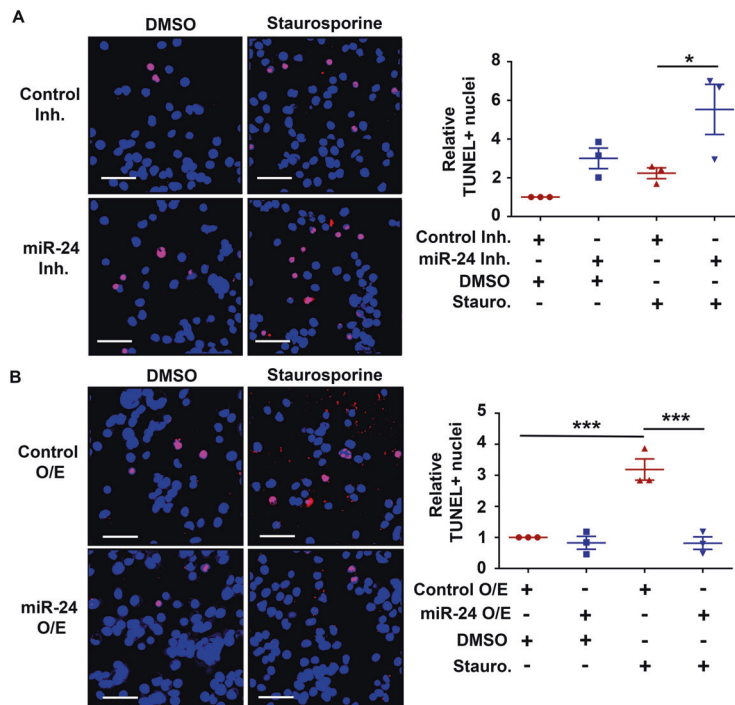 A
DMSO Staurosporine
Control
Inh.
miR-24
Inh.
Relative
TUNEL+ nuclei
8
6
4
2
0
*
Control Inh. + - + -
miR-24 Inh. - + - +
DMSO + + - -
Stauro. - - + +
B
DMSO Staurosporine
Control
O/E
miR-24
O/E
Relative
TUNEL+ nuclei
5
4
3
2
1
0
*** ***
Control O/E + - + -
miR-24 O/E - + - +
DMSO + + - -
Stauro. - - + +